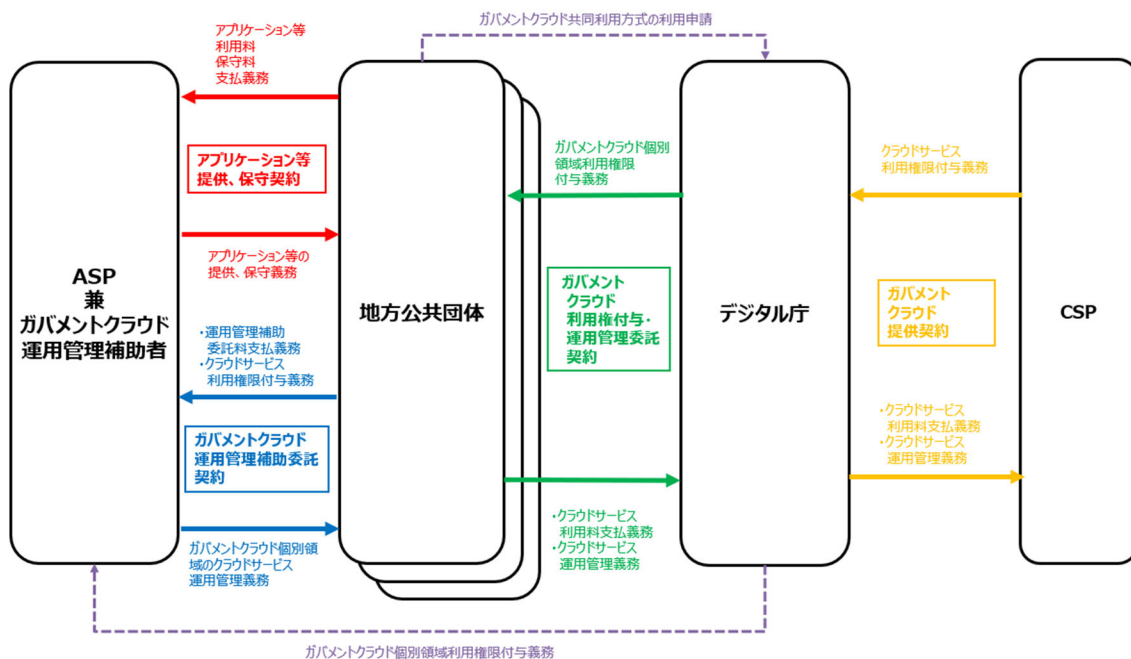 ガバメントクラウド共同利用方式の利用申請
アプリケーション等
利用料
保守料
支払義務
アプリケーション等
提供、保守契約
アプリケーション等の
提供、保守義務
ASP
兼
ガバメントクラウド
運用管理補助者
・運用管理補助
委託料支払義務
・クラウドサービス
利用権限付与義務
ガバメントクラウド
運用管理補助委託
契約
ガバメントクラウド個別領
域のクラウドサービス
運用管理義務
地方公共団体
ガバメントクラウド個別
領域利用権限
付与義務
ガバメント
クラウド
利用権付与・
運用管理委託
契約
・クラウドサービス
利用料支払義務
・クラウドサービス
運用管理義務
デジタル庁
クラウドサービス
利用権限付与義務
ガバメント
クラウド
提供契約
・クラウドサービス
利用料支払義務
・クラウドサービス
運用管理義務
CSP
ガバメントクラウド個別領域利用権限付与義務